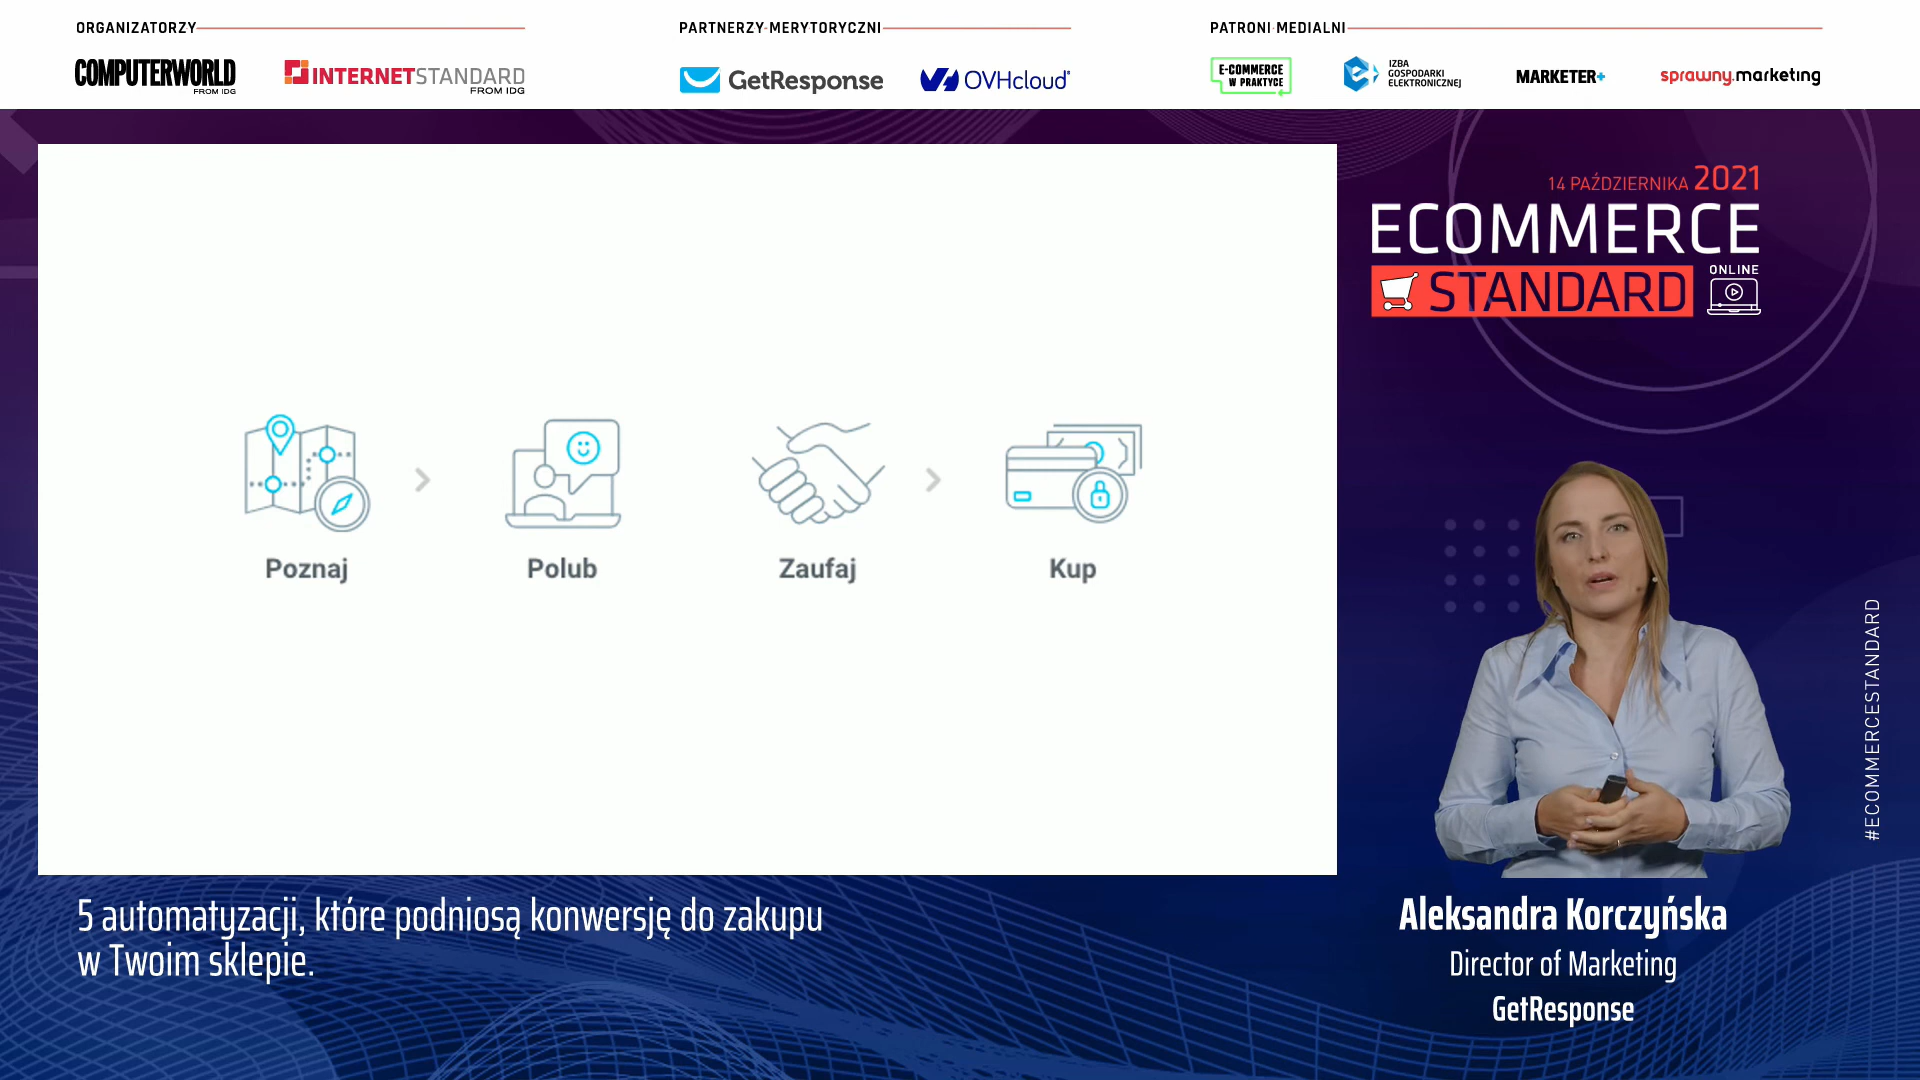 ORGANIZATORZY
COMPUTERWORLD
FROM IDG
INTERNETSTANDARD
FROM IDG
PARTNERZY MERYTORYCZNI
GetResponse
OVHcloud
PATRONI MEDIALNI
E-COMMERCE
W PRAKTYCE
IZBA
GOSPODARKI
ELEKTRONICZNEJ
MARKETER+
sprawny.marketing
14 PAŹDZIERNIKA 2021
ECOMMERCE
STANDARD
ONLINE
Poznaj
Polub
Zaufaj
Kup
#ECOMMERCESTANDARD
5 automatyzacji, które podniosą konwersję do zakupu
w Twoim sklepie.
Aleksandra Korczyńska
Director of Marketing
GetResponse